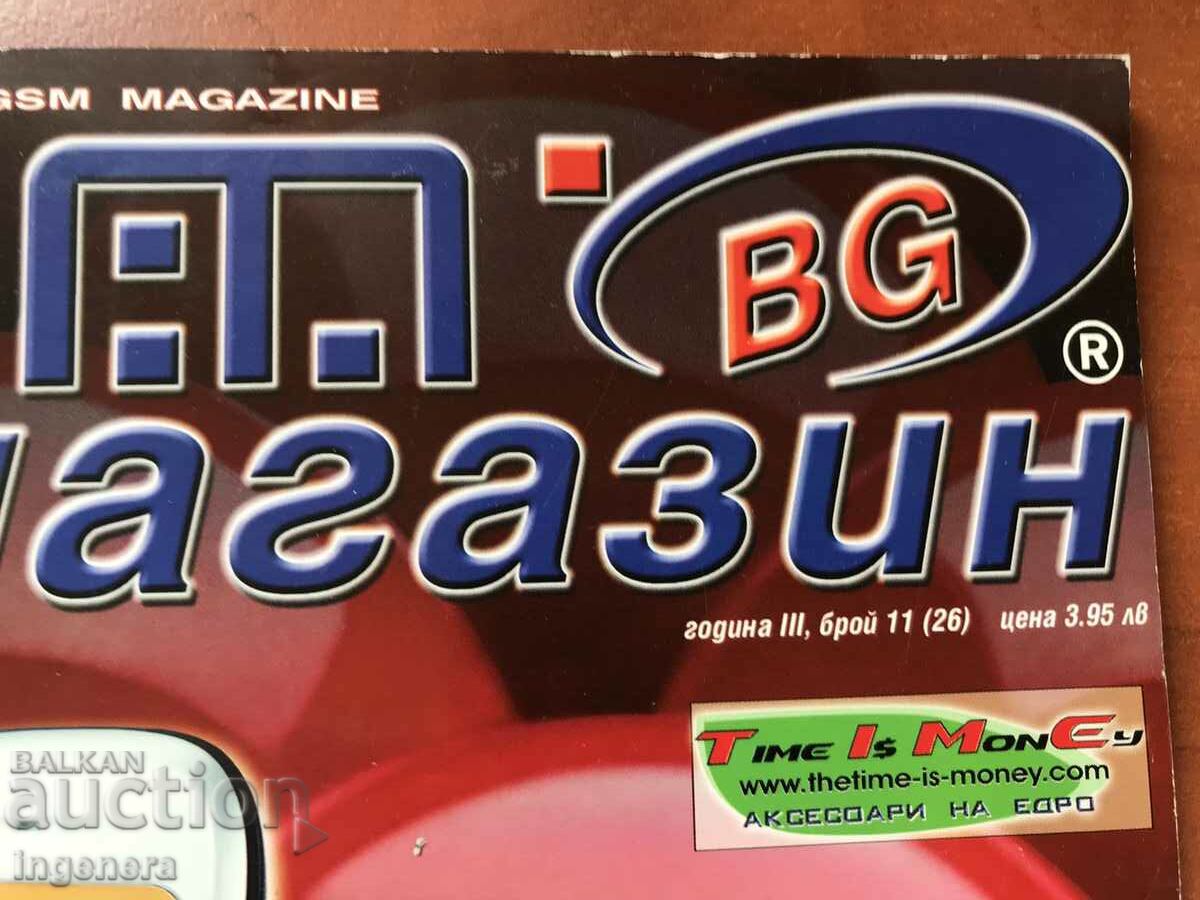 GSM MAGAZINE
BG
®
магазин
година III, брой 11 (26) цена 3.95 лв
TIME I$ MONEY
www.thetime-is-money.com
АКСЕСОАРИ НА ЕДРО
BALKAN
auction
ingenera